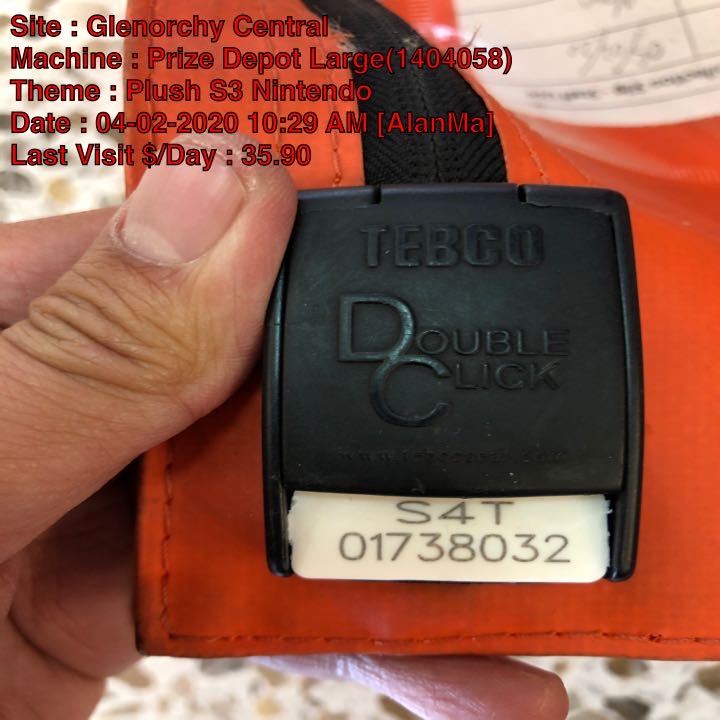 Site : Glenorchy Central
Machine : Prize Depot Large(1404058)
Theme : Plush S3 Nintendo
Date : 04-02-2020 10:29 AM [AlanMa]
Last Visit $/Day : 35.90
TEBCO
DOUBLE
CLICK
S4T
01738032